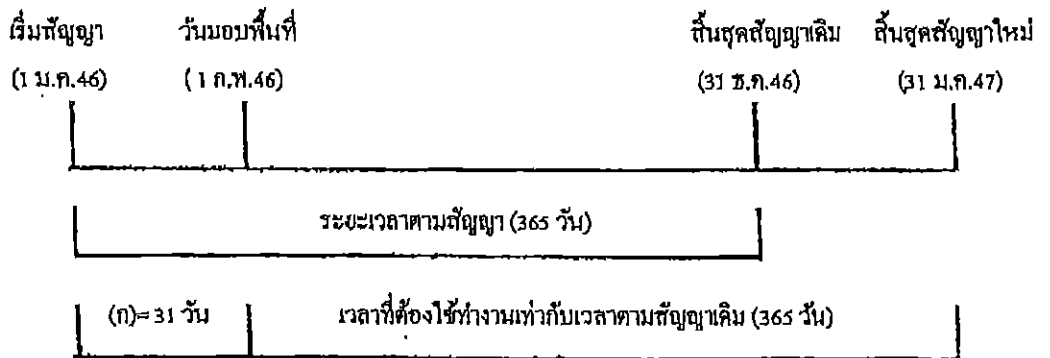 เริ่มสัญญา วันมอบพื้นที่ สิ้นสุดสัญญาเดิม สิ้นสุดสัญญาใหม่
(1 ม.ค.46) (1 ก.พ.46) (31 ธ.ค.46) (31 ม.ค.47)
ระยะเวลาตามสัญญา (365 วัน)
(ก)= 31 วัน เวลาที่ต้องใช้ทำงานเท่ากับเวลาตามสัญญาเดิม (365 วัน)